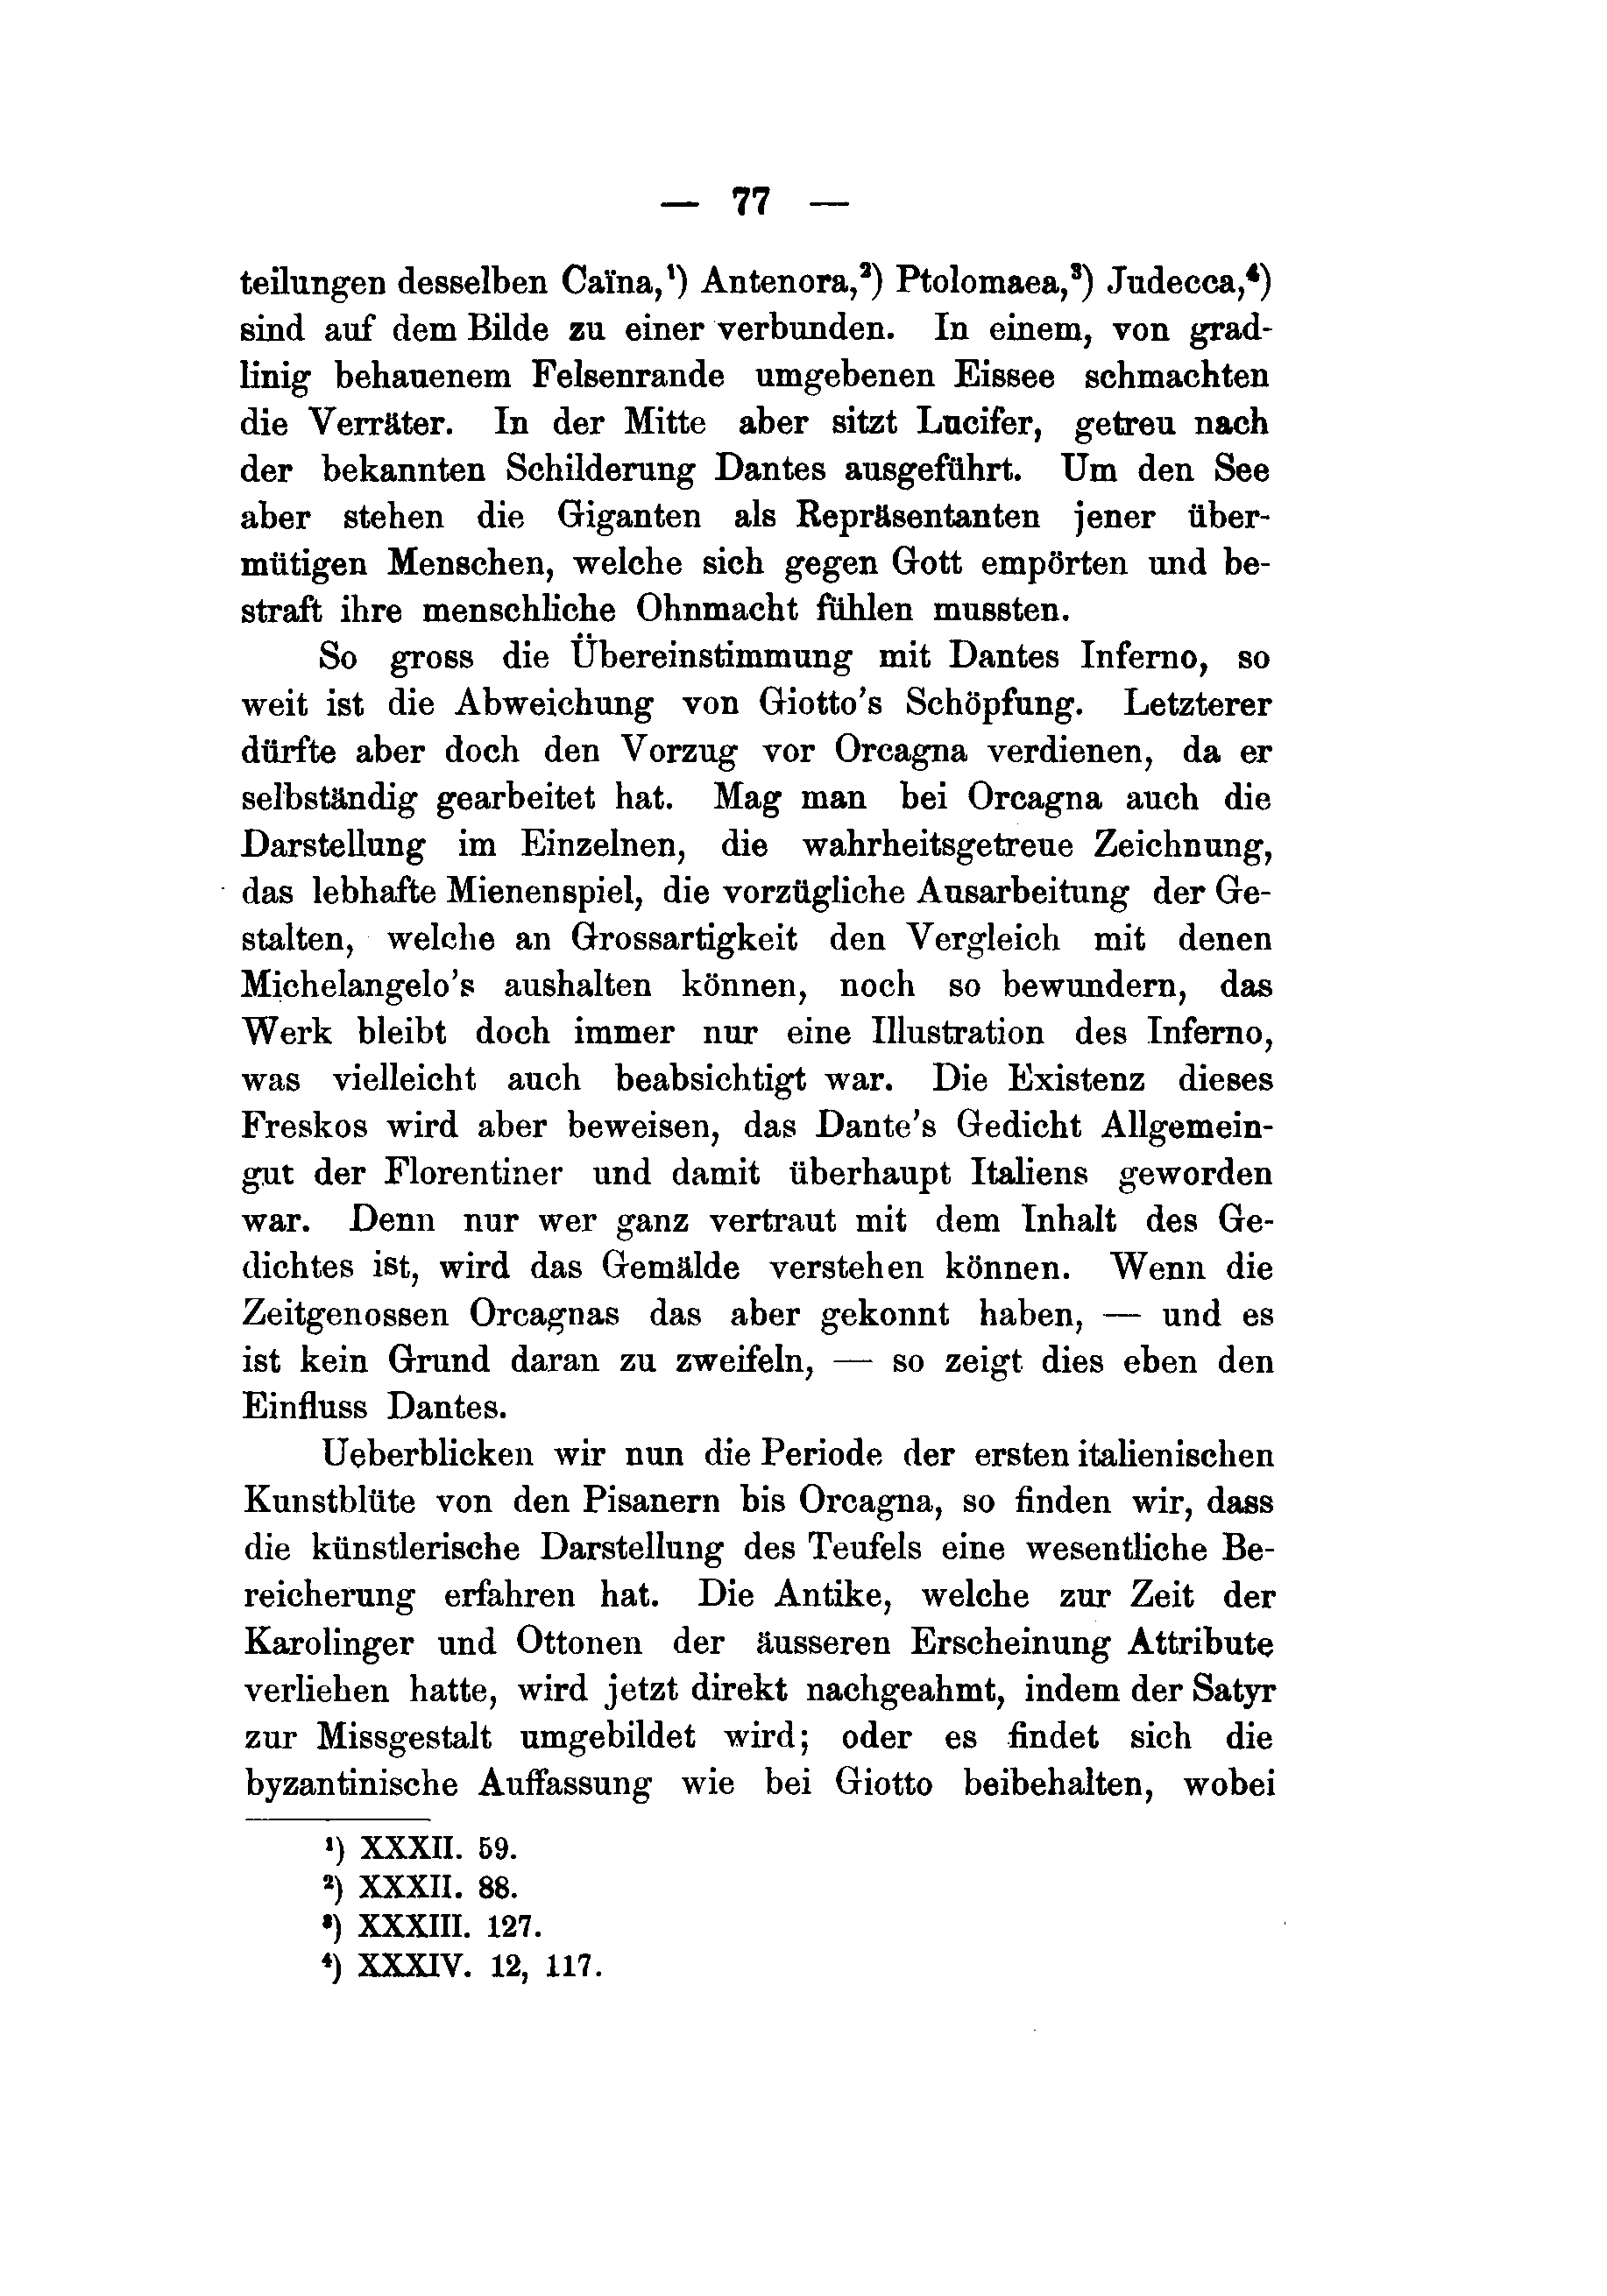 — 77 —
teilungen desselben Caïna,¹) Antenora,²) Ptolomaea,³) Judecca,⁴)
sind auf dem Bilde zu einer verbunden. In einem, von grad-
linig behauenem Felsenrande umgebenen Eissee schmachten
die Verräter. In der Mitte aber sitzt Lucifer, getreu nach
der bekannten Schilderung Dantes ausgeführt. Um den See
aber stehen die Giganten als Repräsentanten jener über-
mütigen Menschen, welche sich gegen Gott empörten und be-
straft ihre menschliche Ohnmacht fühlen mussten.
So gross die Übereinstimmung mit Dantes Inferno, so
weit ist die Abweichung von Giotto's Schöpfung. Letzterer
dürfte aber doch den Vorzug vor Orcagna verdienen, da er
selbständig gearbeitet hat. Mag man bei Orcagna auch die
Darstellung im Einzelnen, die wahrheitsgetreue Zeichnung,
das lebhafte Mienenspiel, die vorzügliche Ausarbeitung der Ge-
stalten, welche an Grossartigkeit den Vergleich mit denen
Michelangelo's aushalten können, noch so bewundern, das
Werk bleibt doch immer nur eine Illustration des Inferno,
was vielleicht auch beabsichtigt war. Die Existenz dieses
Freskos wird aber beweisen, das Dante's Gedicht Allgemein-
gut der Florentiner und damit überhaupt Italiens geworden
war. Denn nur wer ganz vertraut mit dem Inhalt des Ge-
dichtes ist, wird das Gemälde verstehen können. Wenn die
Zeitgenossen Orcagnas das aber gekonnt haben, — und es
ist kein Grund daran zu zweifeln, — so zeigt dies eben den
Einfluss Dantes.
Ueberblicken wir nun die Periode der ersten italienischen
Kunstblüte von den Pisanern bis Orcagna, so finden wir, dass
die künstlerische Darstellung des Teufels eine wesentliche Be-
reicherung erfahren hat. Die Antike, welche zur Zeit der
Karolinger und Ottonen der äusseren Erscheinung Attribute
verliehen hatte, wird jetzt direkt nachgeahmt, indem der Satyr
zur Missgestalt umgebildet wird; oder es findet sich die
byzantinische Auffassung wie bei Giotto beibehalten, wobei
¹) XXXII. 59.
²) XXXII. 88.
³) XXXIII. 127.
⁴) XXXIV. 12, 117.